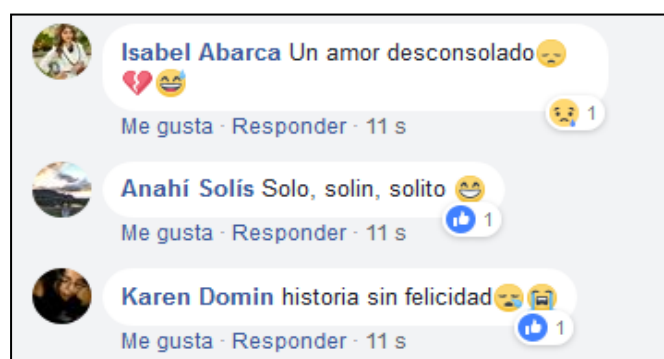 Isabel Abarca Un amor desconsolado😞
💔😅
1
Me gusta · Responder · 11 s
Anahí Solís Solo, solin, solito 😁
1
Me gusta · Responder · 11 s
Karen Domin historia sin felicidad😪😭
1
Me gusta · Responder · 11 s